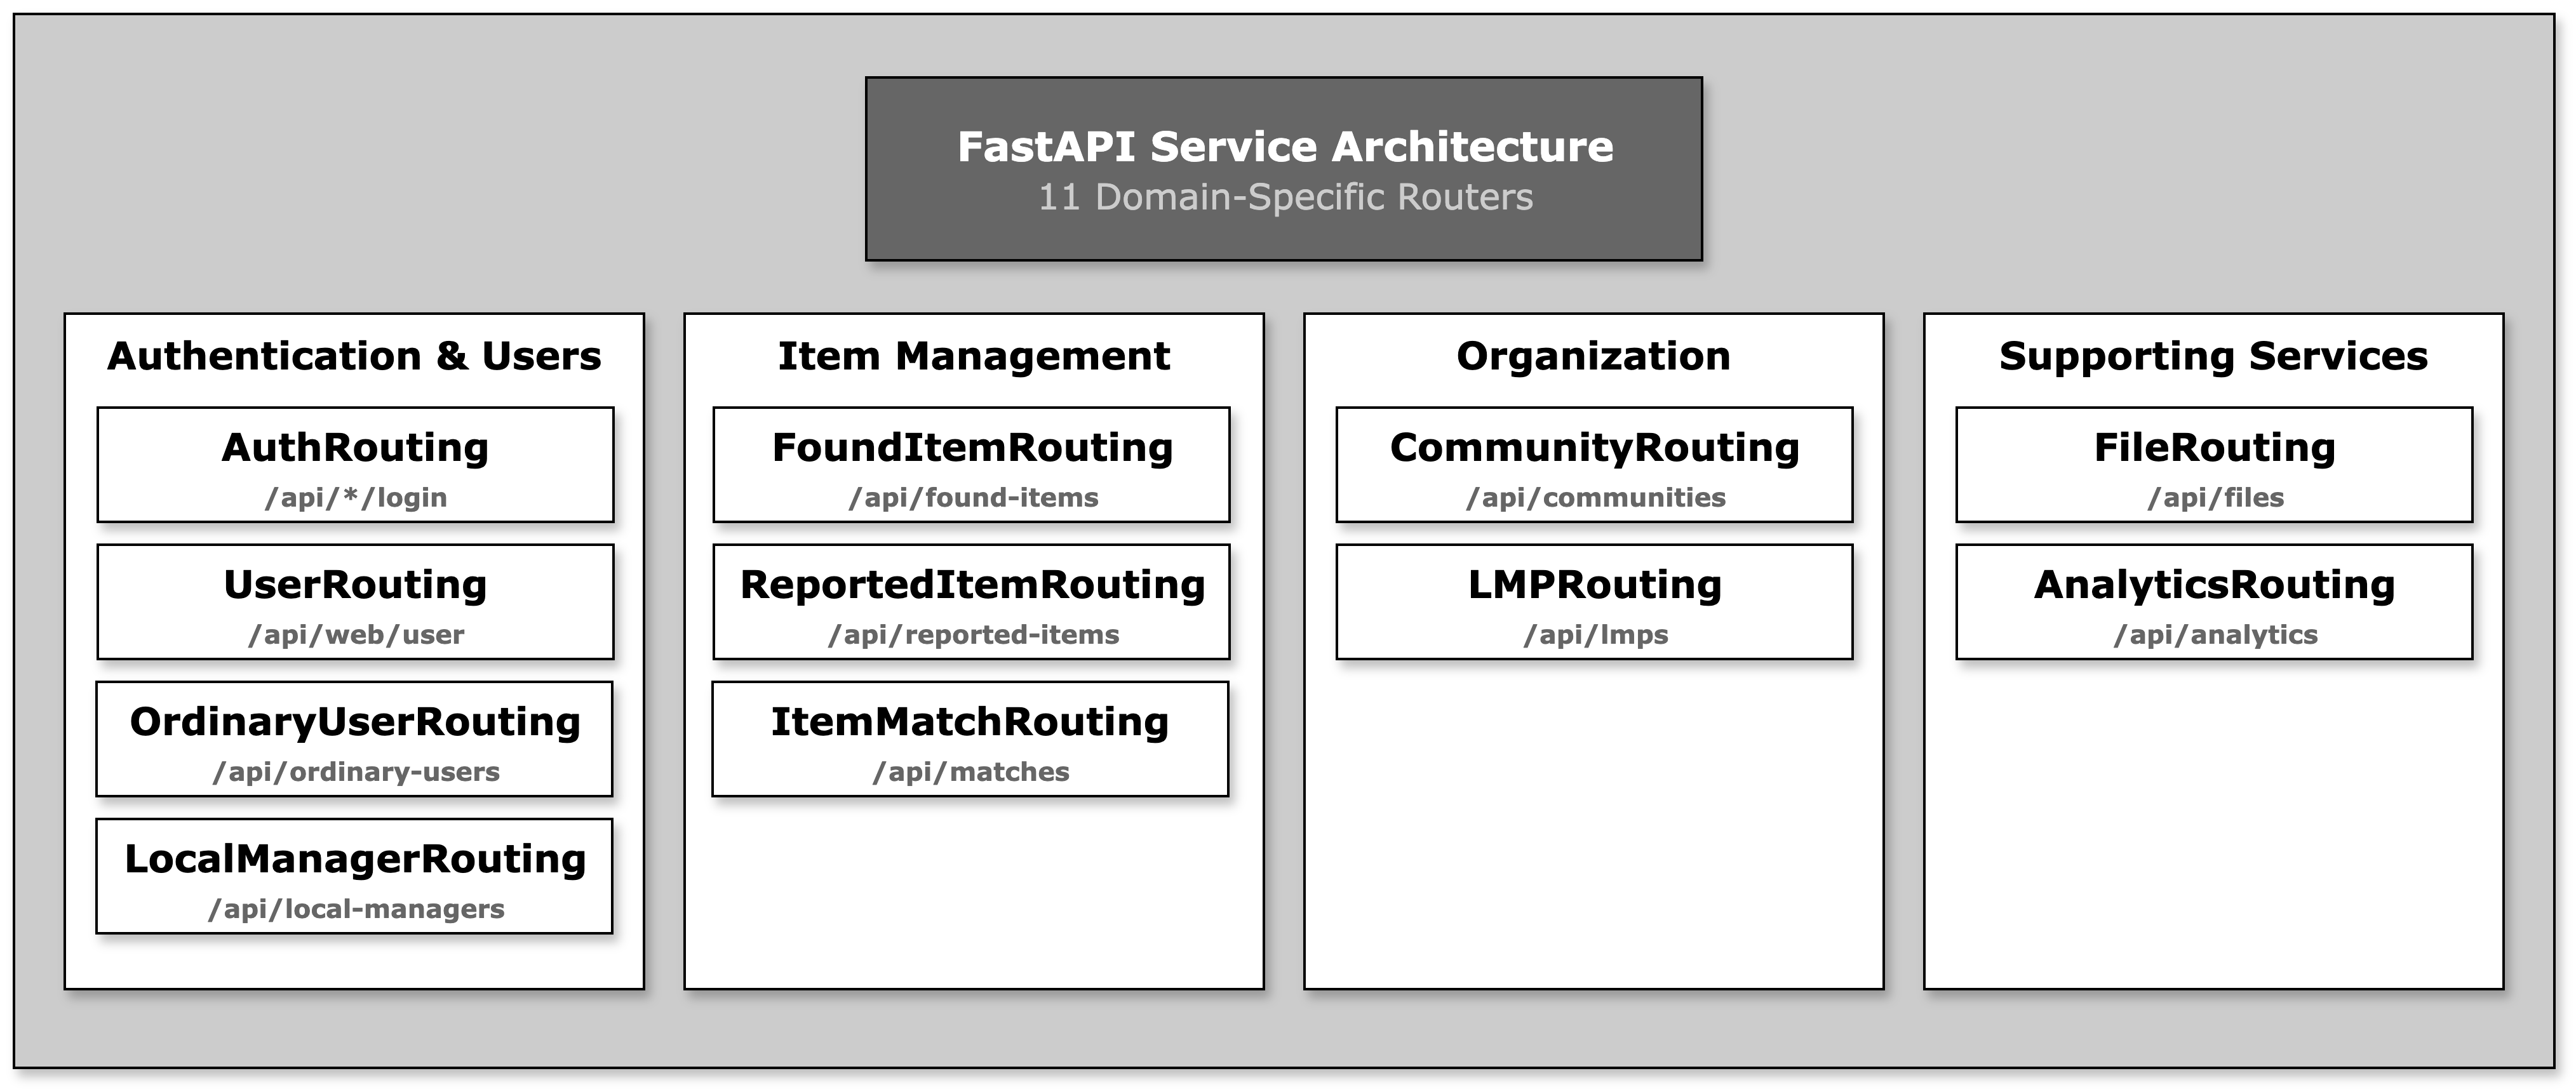 FastAPI Service Architecture
11 Domain-Specific Routers
Authentication & Users
AuthRouting
/api/*/login
UserRouting
/api/web/user
OrdinaryUserRouting
/api/ordinary-users
LocalManagerRouting
/api/local-managers
Item Management
FoundItemRouting
/api/found-items
ReportedItemRouting
/api/reported-items
ItemMatchRouting
/api/matches
Organization
CommunityRouting
/api/communities
LMPRouting
/api/lmps
Supporting Services
FileRouting
/api/files
AnalyticsRouting
/api/analytics